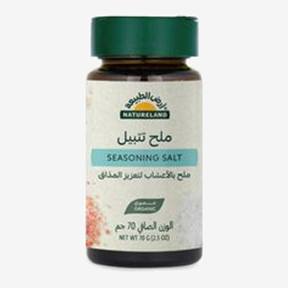 أرض الطبيعة
NATURELAND
ملح تتبيل
SEASONING SALT
ملح بالأعشاب لتعزيز المذاق
عضوي
ORGANIC
الوزن الصافي 70 جم
NET WT 70 G (2.5 OZ)